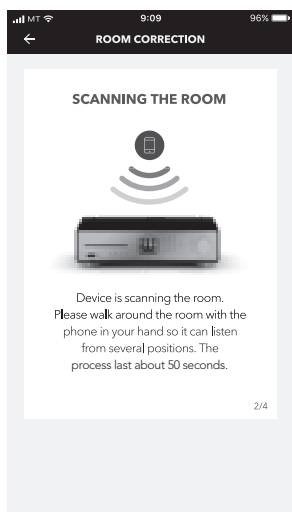 MT 9:09 96%
← ROOM CORRECTION
SCANNING THE ROOM
Device is scanning the room.
Please walk around the room with the
phone in your hand so it can listen
from several positions. The
process last about 50 seconds.
2/4